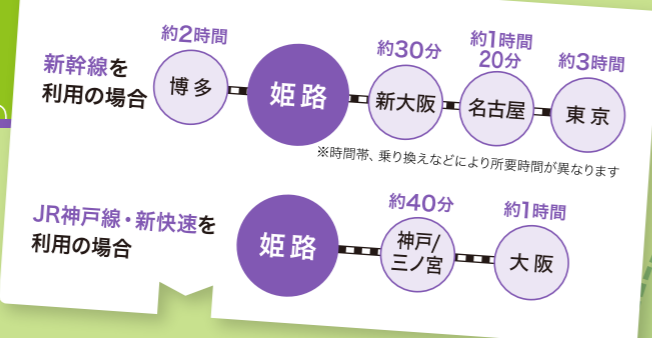 新幹線を
利用の場合
約2時間
博多
姫路
約30分
新大阪
約1時間
20分
名古屋
約3時間
東京
※時間帯、乗り換えなどにより所要時間が異なります
JR神戸線・新快速を
利用の場合
姫路
約40分
神戸/
三ノ宮
約1時間
大阪